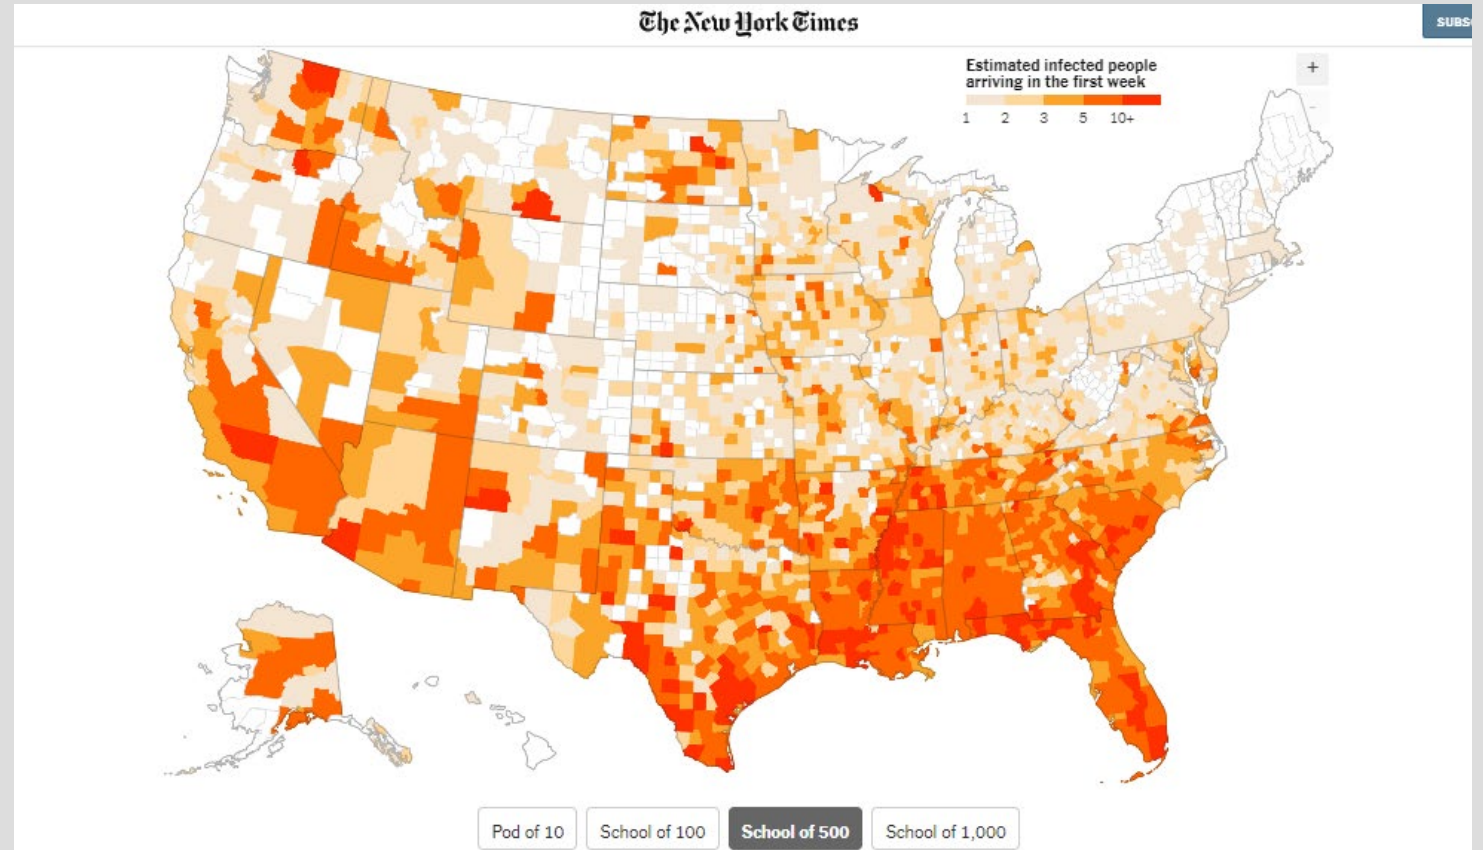 The New York Times
SUBS
Estimated infected people
arriving in the first week
1 2 3 5 10+
+
-
Pod of 10 School of 100 School of 500 School of 1,000